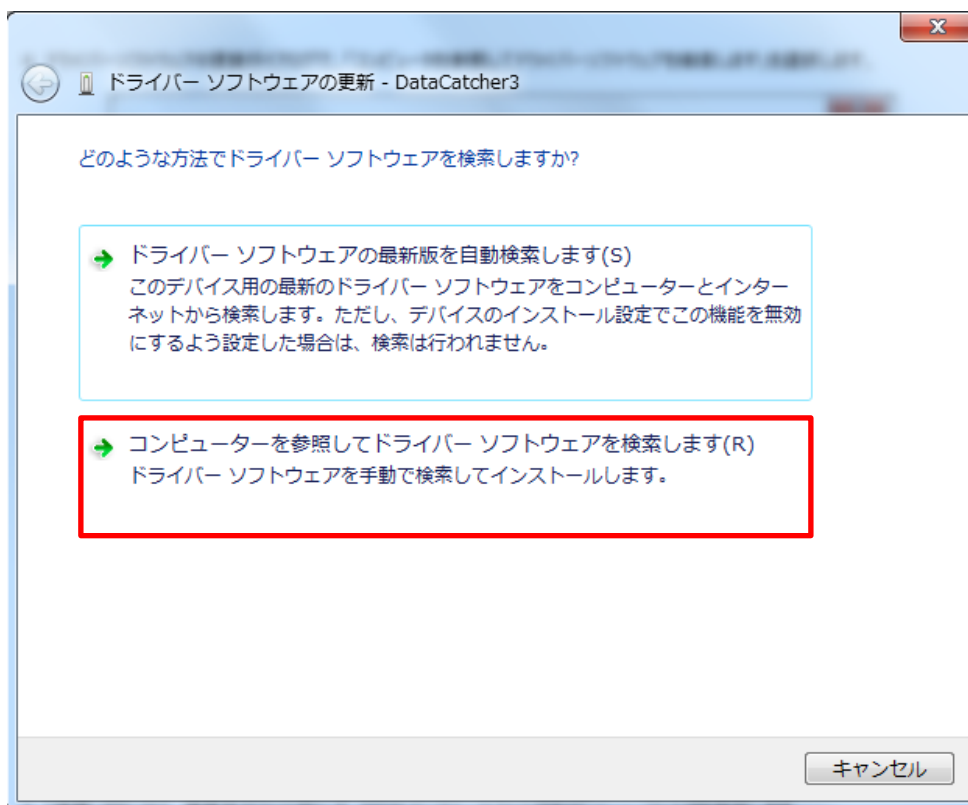 ドライバー ソフトウェアの更新 - DataCatcher3
どのような方法でドライバー ソフトウェアを検索しますか?
ドライバー ソフトウェアの最新版を自動検索します(S)
このデバイス用の最新のドライバー ソフトウェアをコンピューターとインター
ネットから検索します。ただし、デバイスのインストール設定でこの機能を無効
にするよう設定した場合は、検索は行われません。
コンピューターを参照してドライバー ソフトウェアを検索します(R)
ドライバー ソフトウェアを手動で検索してインストールします。
キャンセル